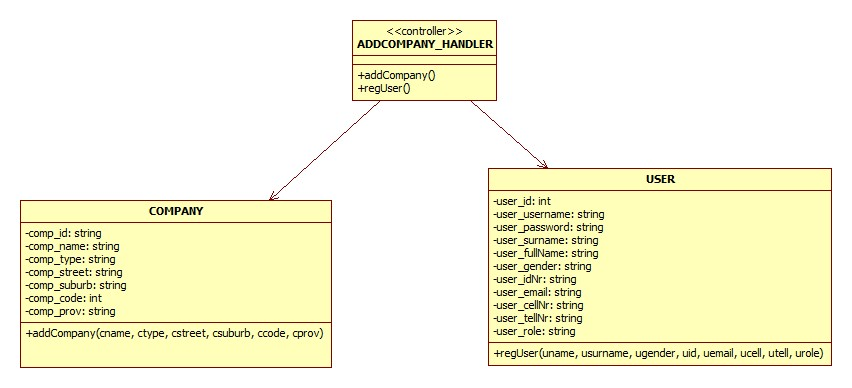 <<controller>>
ADDCOMPANY_HANDLER
+addCompany()
+regUser()
COMPANY
-comp_id: string
-comp_name: string
-comp_type: string
-comp_street: string
-comp_suburb: string
-comp_code: int
-comp_prov: string
+addCompany(cname, ctype, cstreet, csuburb, ccode, cprov)
USER
-user_id: int
-user_username: string
-user_password: string
-user_surname: string
-user_fullName: string
-user_gender: string
-user_idNr: string
-user_email: string
-user_cellNr: string
-user_tellNr: string
-user_role: string
+regUser(uname, usurname, ugender, uid, uemail, ucell, utell, urole)